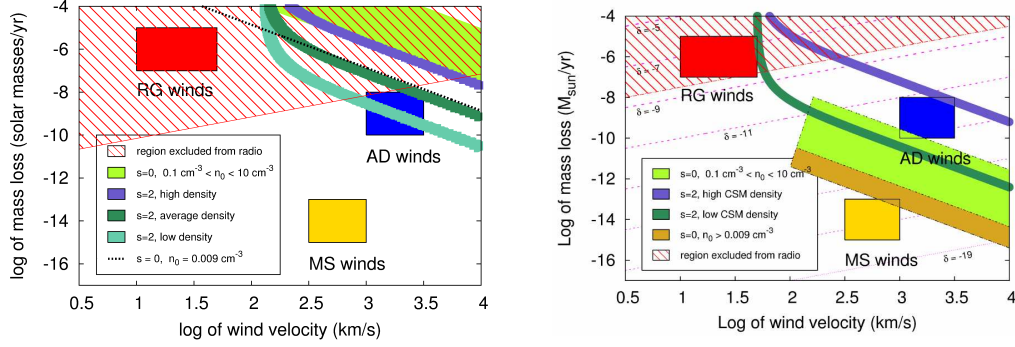 log of mass loss (solar masses/yr)
-4
-6
-8
-10
-12
-14
-16
RG winds
AD winds
MS winds
region excluded from radio
s=0, 0.1 cm-3 < n0 < 10 cm-3
s=2, high density
s=2, average density
s=2, low density
s = 0, n0 = 0.009 cm-3
0.5 1 1.5 2 2.5 3 3.5 4
log of wind velocity (km/s)
Log of mass loss (Msun/yr)
-4
-6
-8
-10
-12
-14
-16
δ = -5
δ = -7
RG winds
δ = -9
δ = -11
AD winds
s=0, 0.1 cm-3 < n0 < 10 cm-3
s=2, high CSM density
s=2, low CSM density
s=0, n0 > 0.009 cm-3
region excluded from radio
MS winds
δ = -19
0.5 1 1.5 2 2.5 3 3.5 4
Log of wind velocity (km/s)